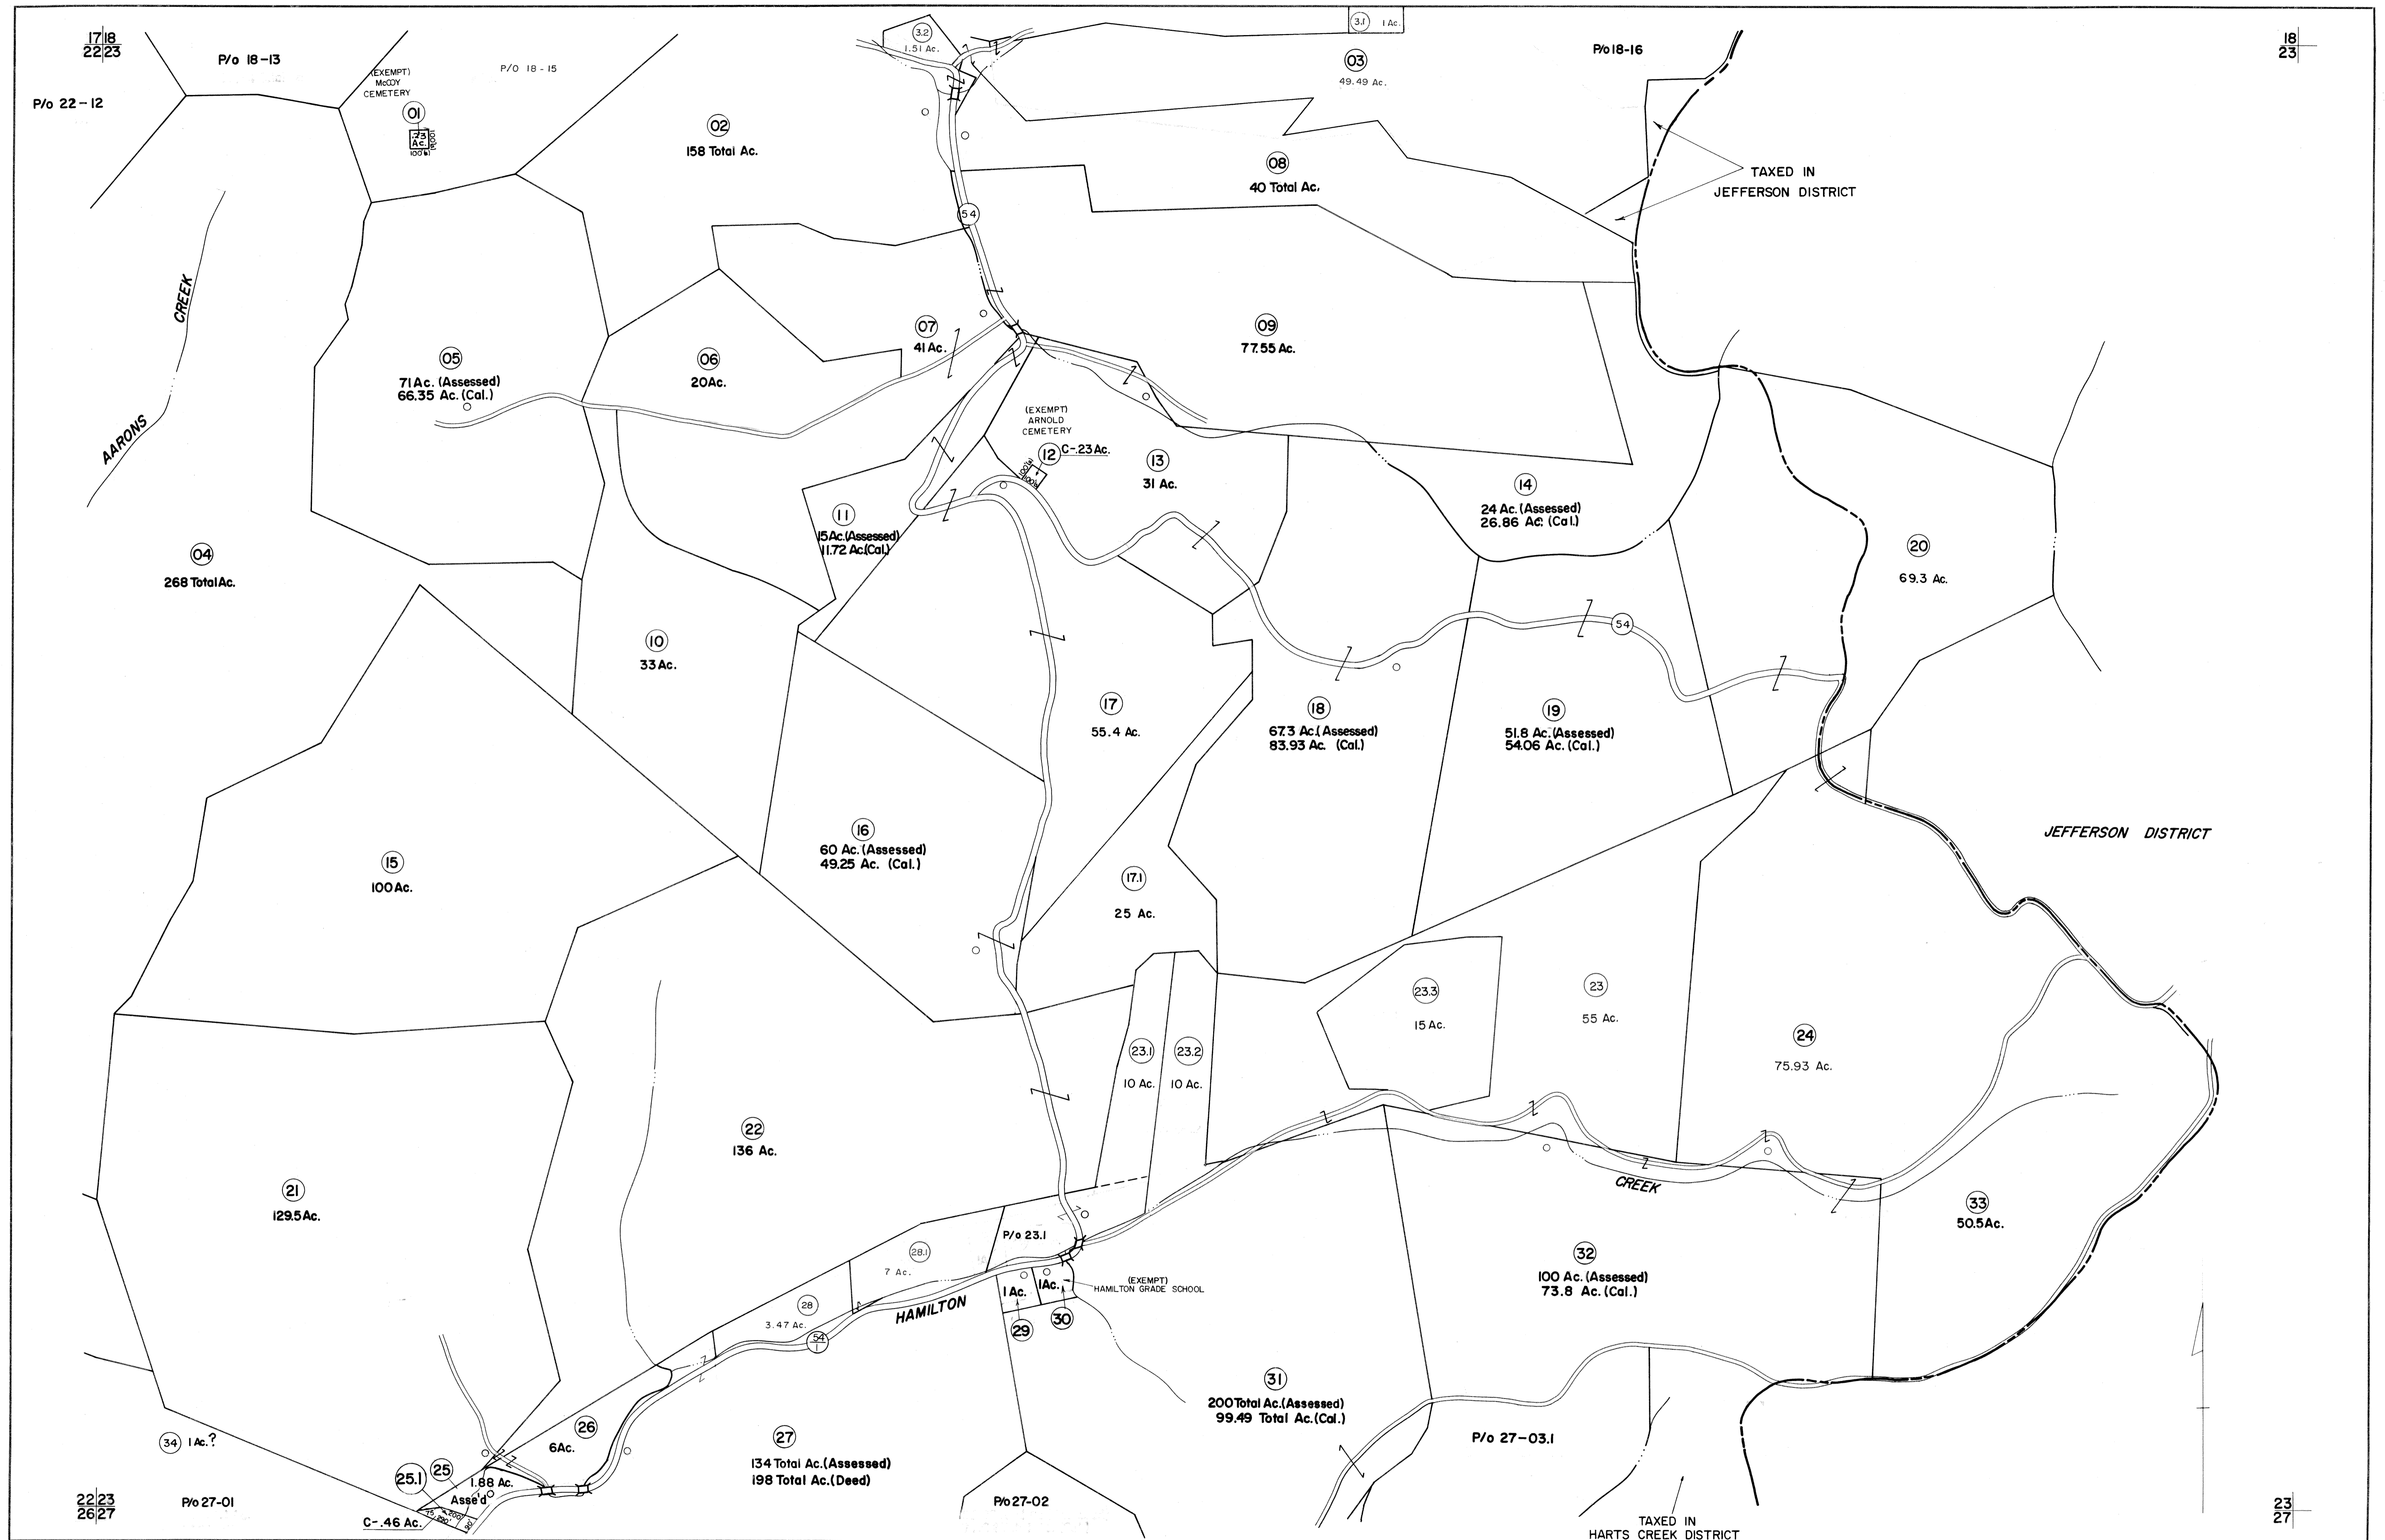 17 18
22 23
P/o 18-13
P/o 22-12
(EXEMPT)
McCOY
CEMETERY
P/O 18-15
01
.23
Ac.
100'(s)
100'(s)
3.2
1.51 Ac.
3.1 1 Ac.
03
49.49 Ac.
P/o 18-16
18
23
02
158 Total Ac.
08
40 Total Ac.
TAXED IN
JEFFERSON DISTRICT
54
AARONS CREEK
05
71 Ac. (Assessed)
66.35 Ac. (Cal.)
06
20 Ac.
07
41 Ac.
09
77.55 Ac.
(EXEMPT)
ARNOLD
CEMETERY
12 C-.23 Ac.
100'(s)
100'(s)
13
31 Ac.
14
24 Ac. (Assessed)
26.86 Ac. (Cal.)
11
15 Ac. (Assessed)
11.72 Ac. (Cal.)
04
268 Total Ac.
20
69.3 Ac.
10
33 Ac.
54
17
55.4 Ac.
18
67.3 Ac. (Assessed)
83.93 Ac. (Cal.)
19
51.8 Ac. (Assessed)
54.06 Ac. (Cal.)
JEFFERSON DISTRICT
16
60 Ac. (Assessed)
49.25 Ac. (Cal.)
15
100 Ac.
17.1
25 Ac.
23.3
15 Ac.
23
55 Ac.
24
75.93 Ac.
23.1
10 Ac.
23.2
10 Ac.
22
136 Ac.
21
129.5 Ac.
CREEK
33
50.5 Ac.
P/o 23.1
28.1
7 Ac.
32
100 Ac. (Assessed)
73.8 Ac. (Cal.)
(EXEMPT)
HAMILTON GRADE SCHOOL
1 Ac.
1 Ac.
29
30
HAMILTON
28
3.47 Ac.
54
1
31
200 Total Ac. (Assessed)
99.49 Total Ac. (Cal.)
26
6 Ac.
27
134 Total Ac. (Assessed)
198 Total Ac. (Deed)
P/o 27-03.1
34 1 Ac.?
25.1
25
1.88 Ac.
Asse'd
200'
C-.46 Ac.
22 23
26 27
P/o 27-01
P/o 27-02
TAXED IN
HARTS CREEK DISTRICT
23
27